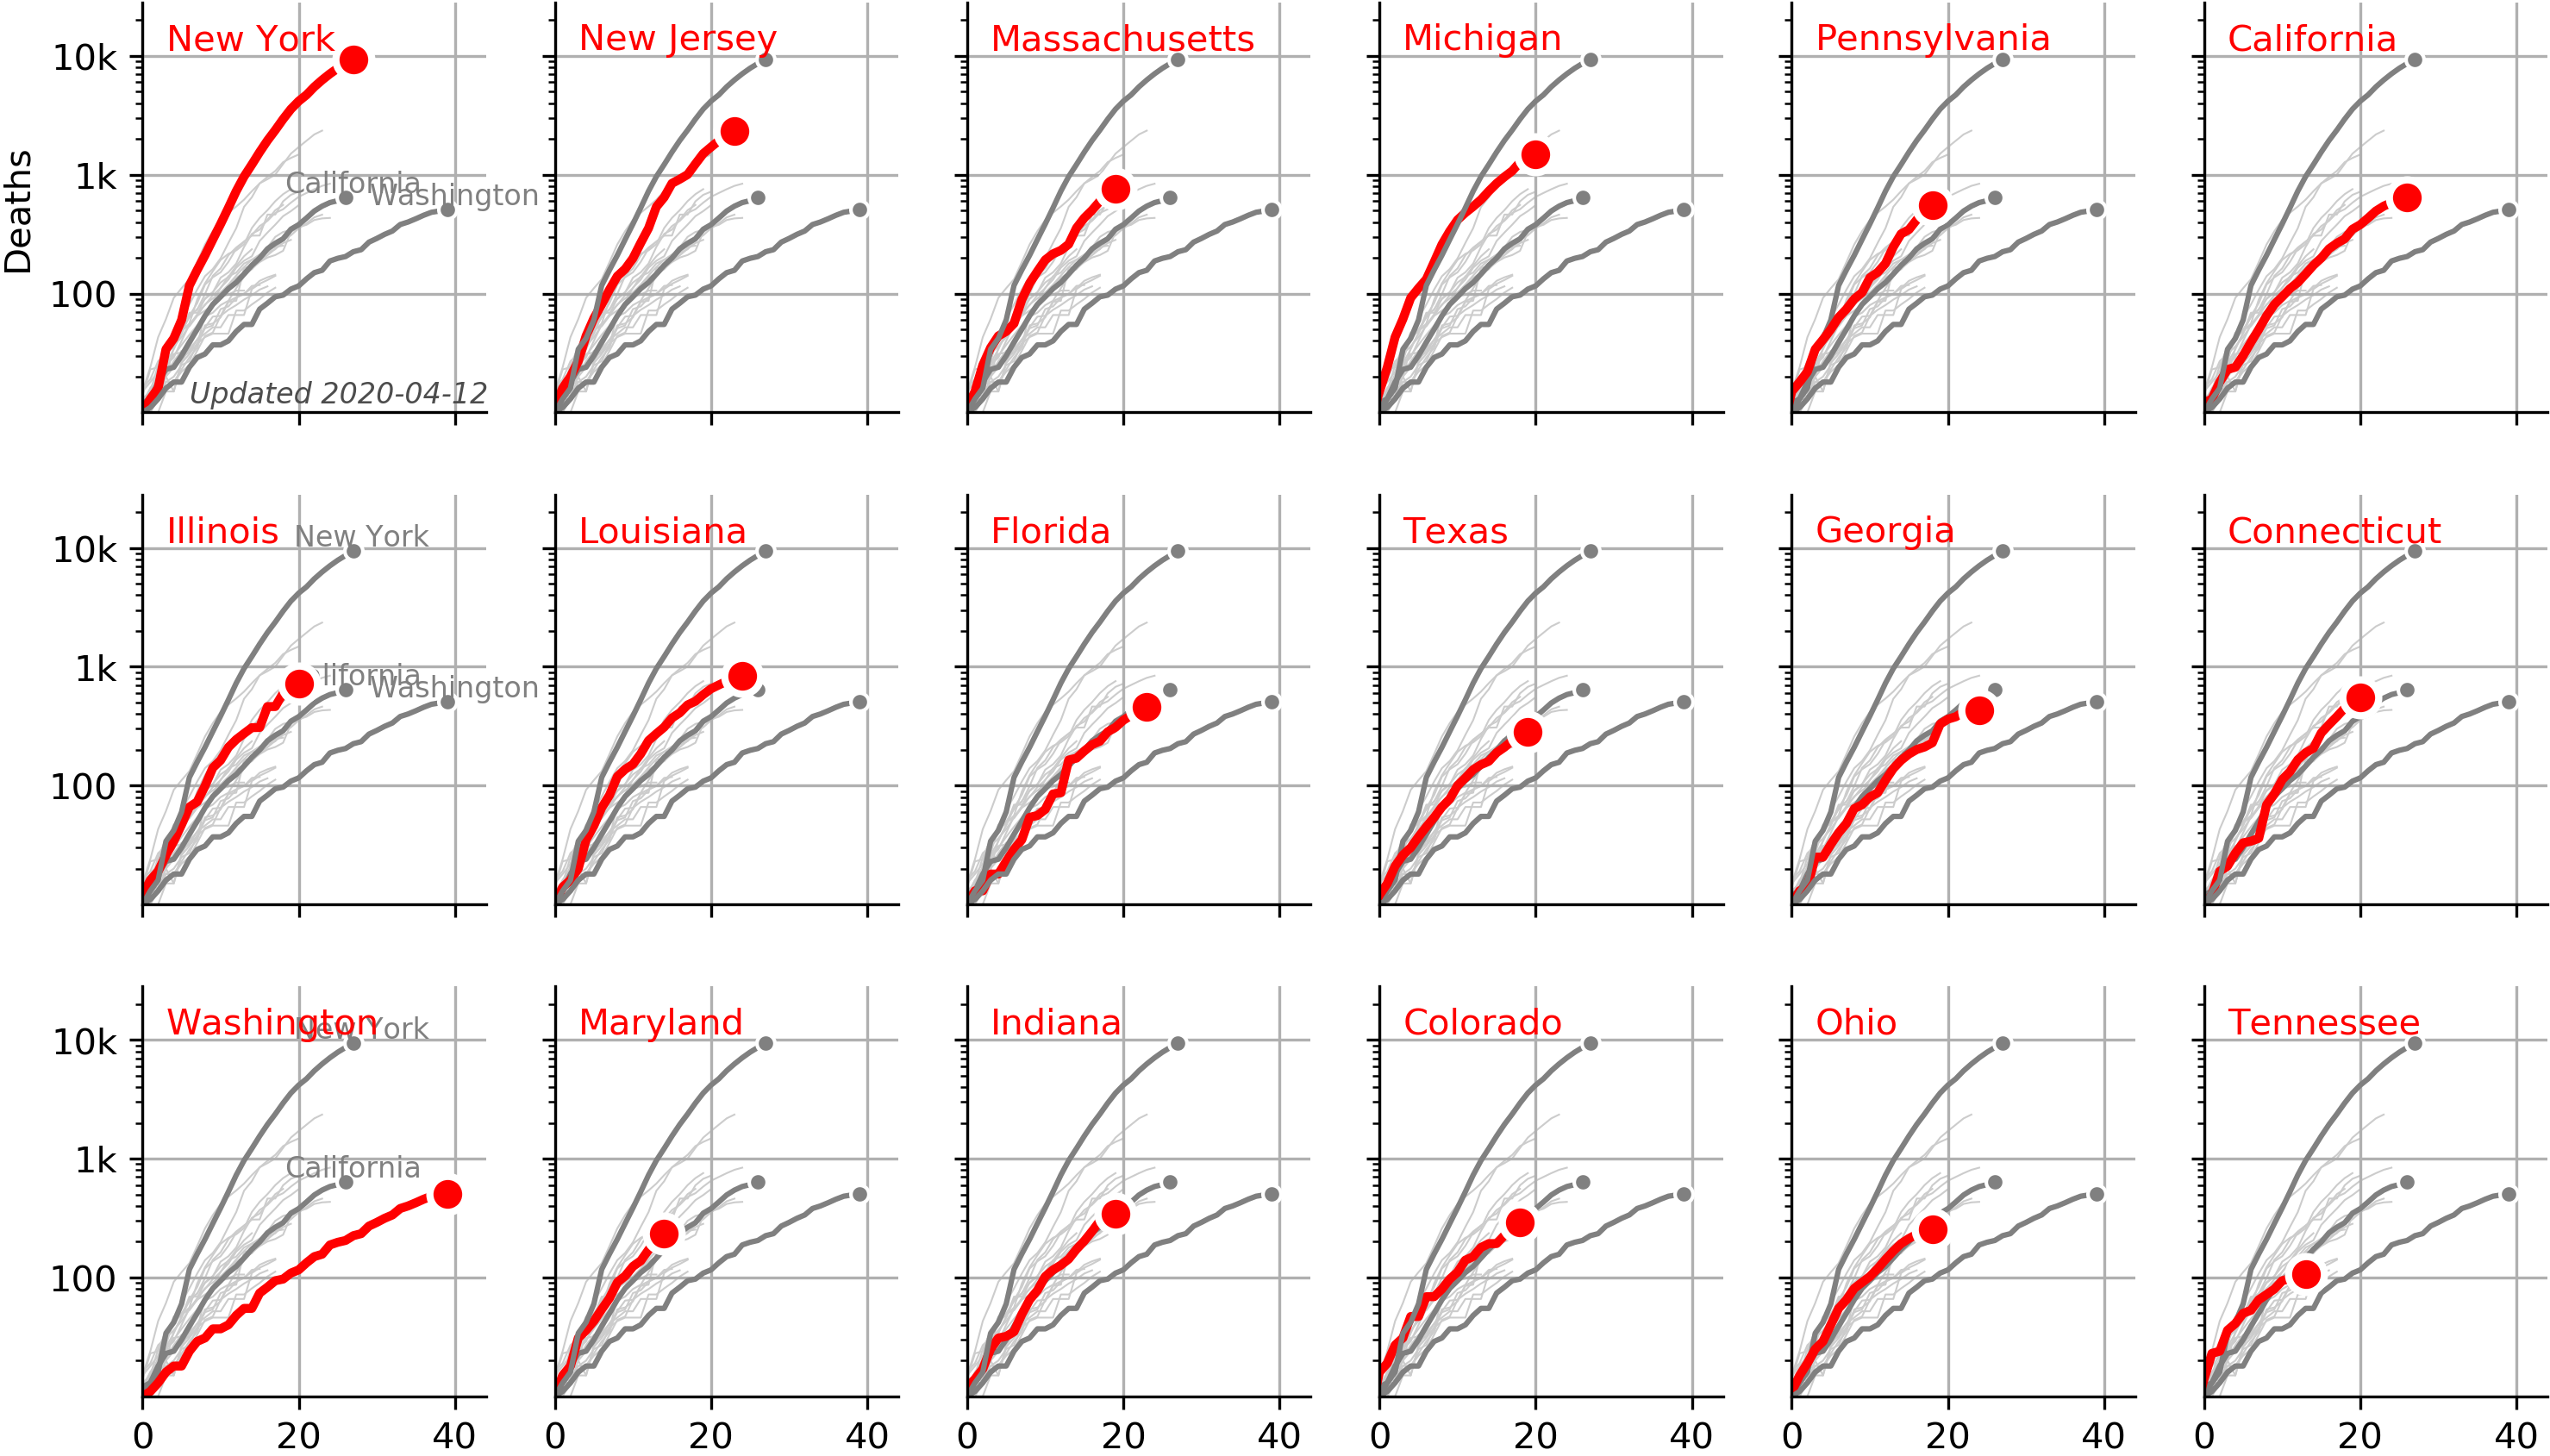 New York
New Jersey
Massachusetts
Michigan
Pennsylvania
California
10k
1k
100
Deaths
California
Washington
Updated 2020-04-12
Illinois
New York
Louisiana
Florida
Texas
Georgia
Connecticut
10k
1k
100
lifornia
Washington
Washington
New York
Maryland
Indiana
Colorado
Ohio
Tennessee
10k
1k
100
California
0 20 40
0 20 40
0 20 40
0 20 40
0 20 40
0 20 40